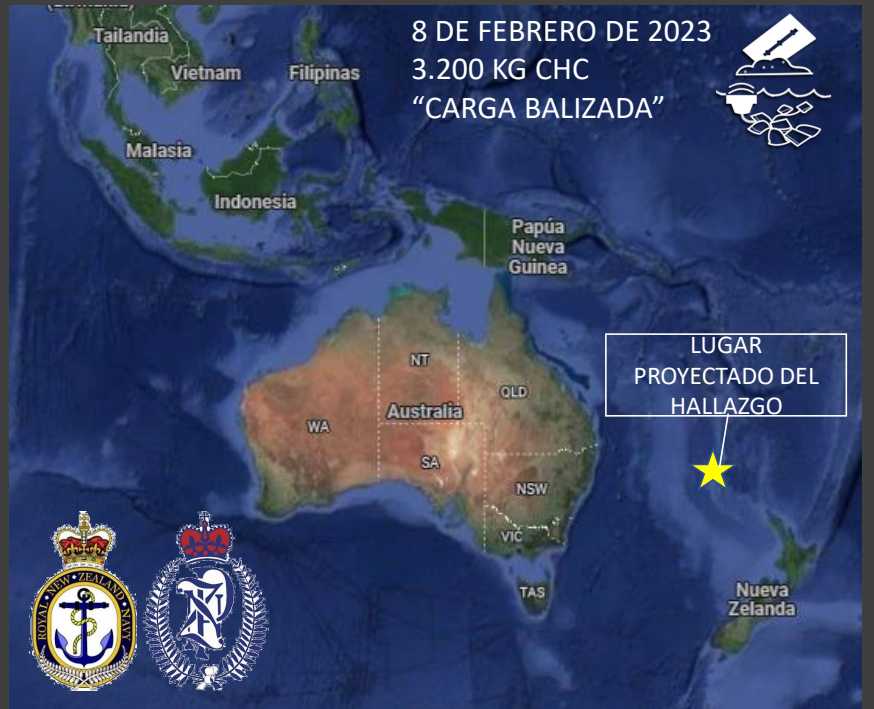 (Birmania)
Tailandia
Vietnam
Filipinas
8 DE FEBRERO DE 2023
3.200 KG CHC
“CARGA BALIZADA”
Malasia
Indonesia
Papúa
Nueva
Guinea
LUGAR
PROYECTADO DEL
HALLAZGO
NT
QLD
WA
Australia
SA
NSW
VIC
TAS
Nueva
Zelanda
ROYAL • NEW • ZEALAND • NAVY